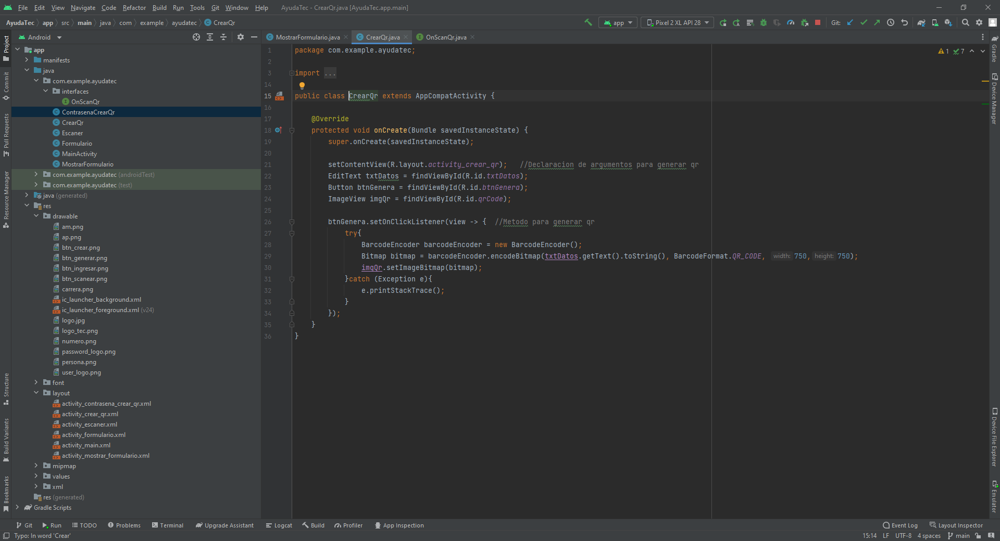 File Edit View Navigate Code Refactor Build Run Tools Git Window Help AyudaTec - CrearQr.java [AyudaTec.app.main]
AyudaTec app src main java com example ayudatec CrearQr app Pixel 2 XL API 28 Git:
Android
MostrarFormulario.java CrearQr.java OnScanQr.java
Project
Commit
Pull Requests
Resource Manager
Structure
Build Variants
Bookmarks
app
manifests
java
com.example.ayudatec
interfaces
OnScanQr
ContrasenaCrearQr
CrearQr
Escaner
Formulario
MainActivity
MostrarFormulario
com.example.ayudatec (androidTest)
com.example.ayudatec (test)
java (generated)
res
drawable
am.png
ap.png
btn_crear.png
btn_generar.png
btn_ingresar.png
btn_scanear.png
carrera.png
ic_launcher_background.xml
ic_launcher_foreground.xml (v24)
logo.jpg
logo_tec.png
numero.png
password_logo.png
persona.png
user_logo.png
font
layout
activity_contrasena_crear_qr.xml
activity_crear_qr.xml
activity_escaner.xml
activity_formulario.xml
activity_main.xml
activity_mostrar_formulario.xml
mipmap
values
xml
res (generated)
Gradle Scripts
1 package com.example.ayudatec;
2
3 import ...
14
15 public class CrearQr extends AppCompatActivity {
16
17 @Override
18 protected void onCreate(Bundle savedInstanceState) {
19 super.onCreate(savedInstanceState);
20
21 setContentView(R.layout.activity_crear_qr); //Declaracion de argumentos para generar qr
22 EditText txtDatos = findViewById(R.id.txtDatos);
23 Button btnGenera = findViewById(R.id.btnGenera);
24 ImageView imgQr = findViewById(R.id.qrCode);
25
26 btnGenera.setOnClickListener(view -> { //Metodo para generar qr
27 try{
28 BarcodeEncoder barcodeEncoder = new BarcodeEncoder();
29 Bitmap bitmap = barcodeEncoder.encodeBitmap(txtDatos.getText().toString(), BarcodeFormat.QR_CODE, width: 750, height: 750);
30 imgQr.setImageBitmap(bitmap);
31 }catch (Exception e){
32 e.printStackTrace();
33 }
34 });
35 }
36 }
1 7
Gradle
Device Manager
Device File Explorer
Emulator
Git Run TODO Problems Terminal Upgrade Assistant Logcat Build Profiler App Inspection Event Log Layout Inspector
Typo: In word 'Crear' 15:14 LF UTF-8 4 spaces main